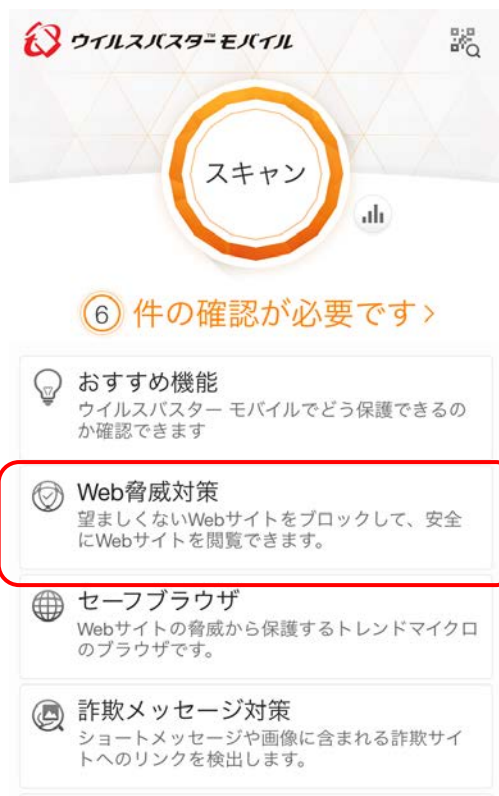 ウイルスバスター™モバイル
スキャン
6 件の確認が必要です>
おすすめ機能
ウイルスバスター モバイルでどう保護できるの
か確認できます
Web脅威対策
望ましくないWebサイトをブロックして、安全
にWebサイトを閲覧できます。
セーフブラウザ
Webサイトの脅威から保護するトレンドマイクロ
のブラウザです。
詐欺メッセージ対策
ショートメッセージや画像に含まれる詐欺サイ
トへのリンクを検出します。